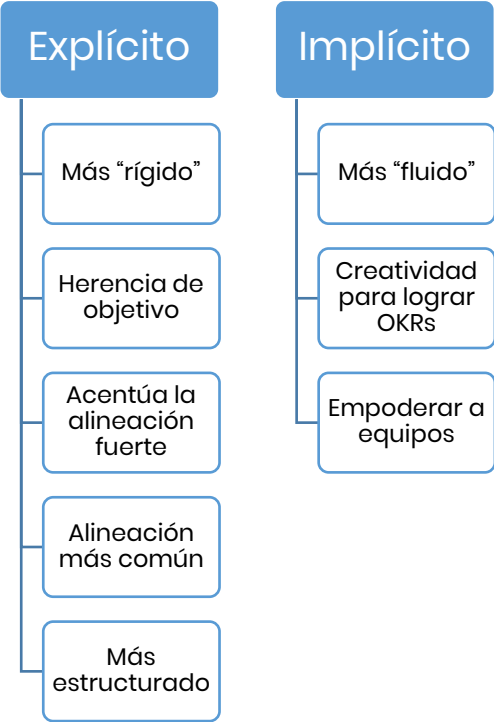 Explícito
Más “rígido”
Herencia de
objetivo
Acentúa la
alineación
fuerte
Alineación
más común
Más
estructurado
Implícito
Más “fluido”
Creatividad
para lograr
OKRs
Empoderar a
equipos